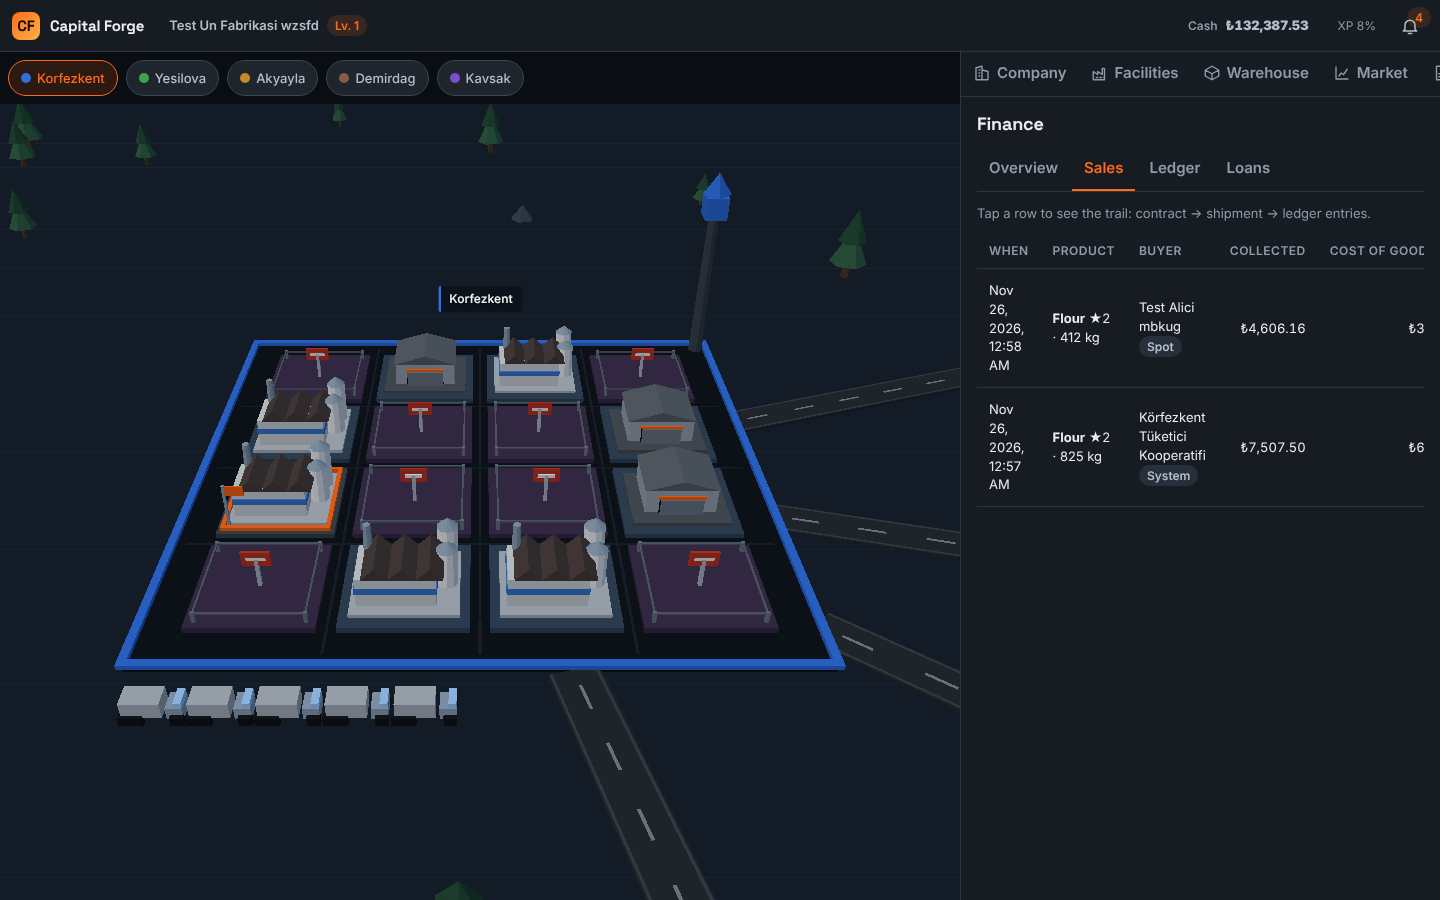 CF Capital Forge Test Un Fabrikasi wzsfd Lv. 1 Cash ₺132,387.53 XP 8% 4
Korfezkent Yesilova Akyayla Demirdag Kavsak
Company Facilities Warehouse Market
Finance
Overview Sales Ledger Loans
Tap a row to see the trail: contract → shipment → ledger entries.
WHEN PRODUCT BUYER COLLECTED COST OF GOOD
Nov
26,
2026,
12:58
AM
Flour ★2
· 412 kg
Test Alici
mbkug
Spot
₺4,606.16
₺3
Nov
26,
2026,
12:57
AM
Flour ★2
· 825 kg
Körfezkent
Tüketici
Kooperatifi
System
₺7,507.50
₺6
Korfezkent